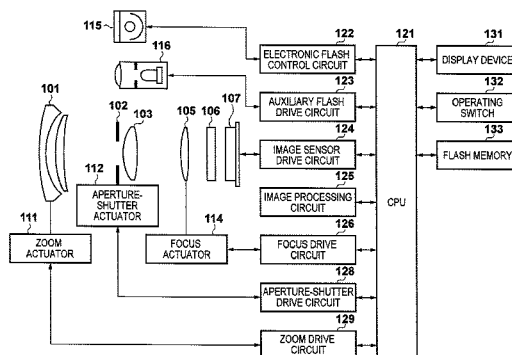 115
116
122
ELECTRONIC FLASH
CONTROL CIRCUIT
121
131
DISPLAY DEVICE
101
102
103
105
106
107
123
AUXILIARY FLASH
DRIVE CIRCUIT
132
OPERATING
SWITCH
124
IMAGE SENSOR
DRIVE CIRCUIT
133
FLASH MEMORY
112
APERTURE-
SHUTTER
ACTUATOR
125
IMAGE PROCESSING
CIRCUIT
CPU
111
ZOOM
ACTUATOR
114
FOCUS
ACTUATOR
126
FOCUS DRIVE
CIRCUIT
128
APERTURE-SHUTTER
DRIVE CIRCUIT
129
ZOOM DRIVE
CIRCUIT